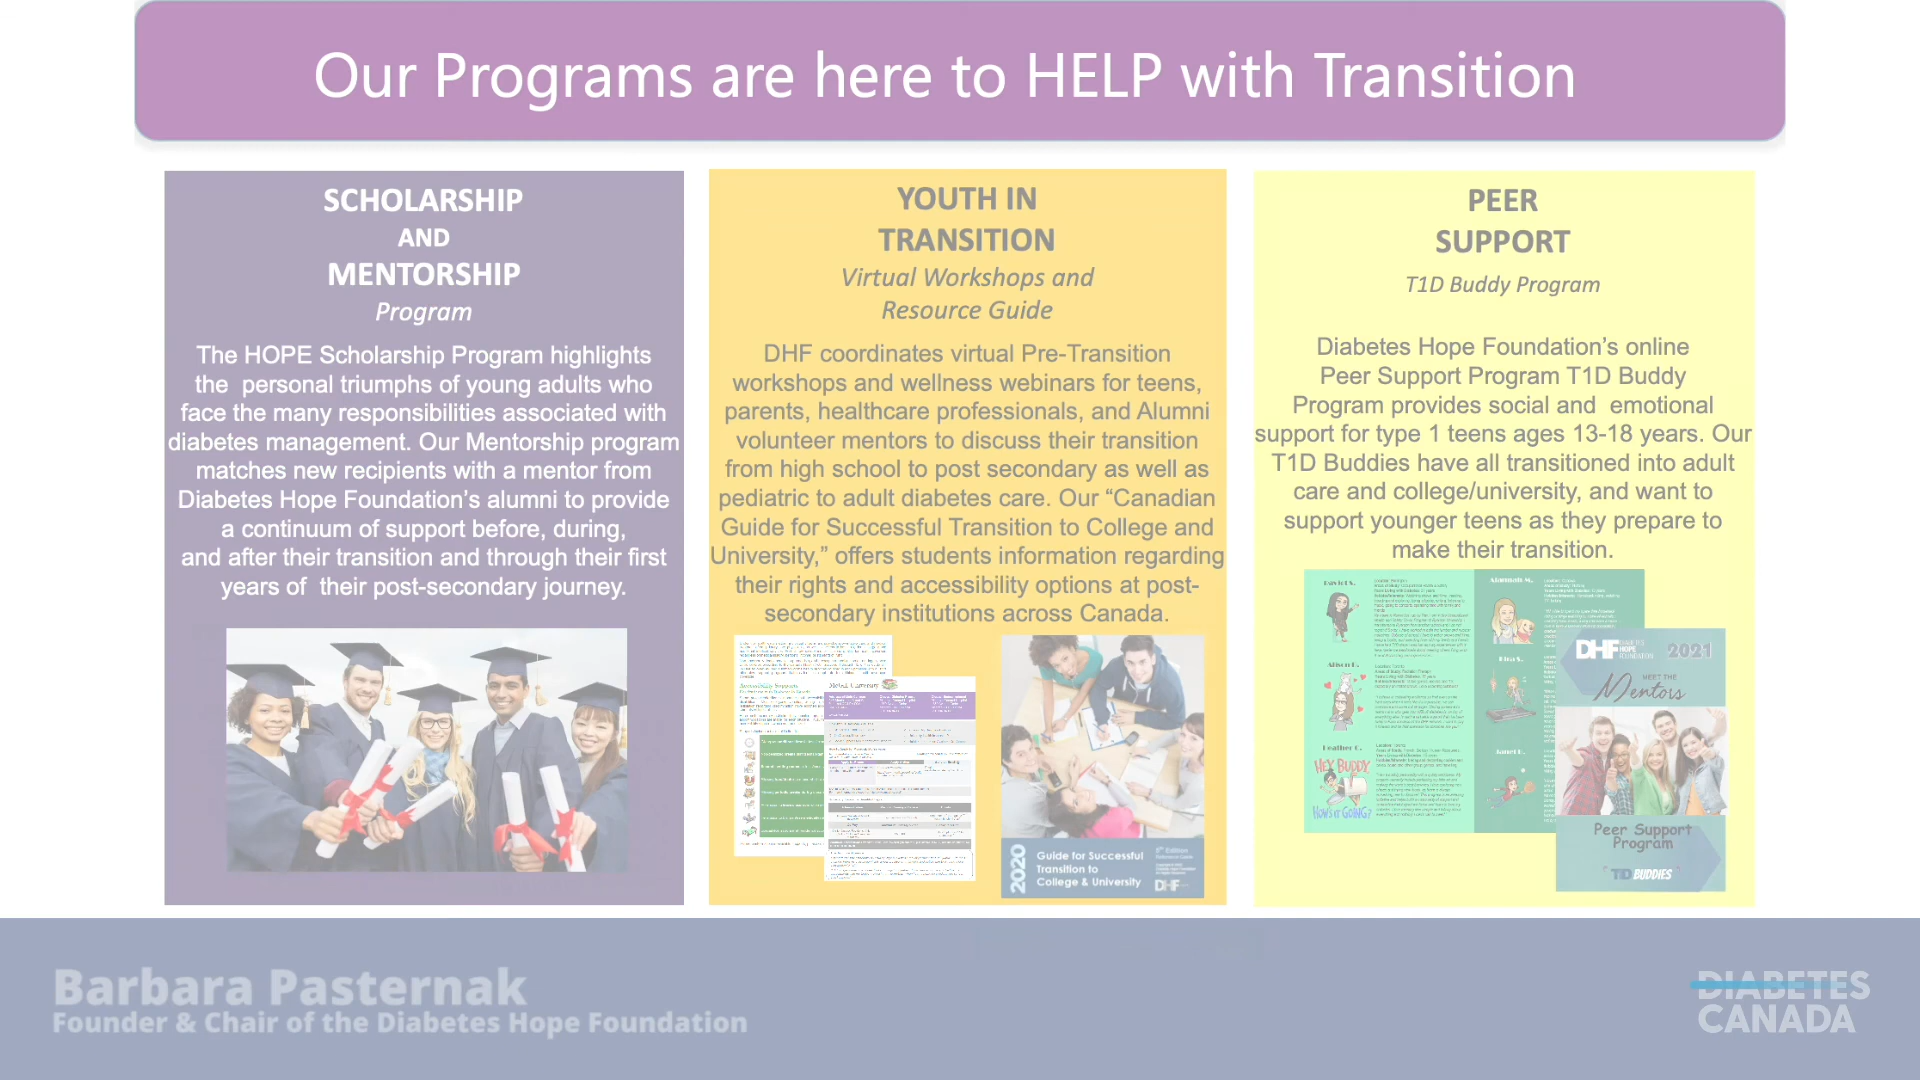 Our Programs are here to HELP with Transition
SCHOLARSHIP
AND
MENTORSHIP
Program
The HOPE Scholarship Program highlights
the personal triumphs of young adults who
face the many responsibilities associated with
diabetes management. Our Mentorship program
matches new recipients with a mentor from
Diabetes Hope Foundation’s alumni to provide
a continuum of support before, during,
and after their transition and through their first
years of their post-secondary journey.
YOUTH IN
TRANSITION
Virtual Workshops and
Resource Guide
DHF coordinates virtual Pre-Transition
workshops and wellness webinars for teens,
parents, healthcare professionals, and Alumni
volunteer mentors to discuss their transition
from high school to post secondary as well as
pediatric to adult diabetes care. Our “Canadian
Guide for Successful Transition to College and
University,” offers students information regarding
their rights and accessibility options at post-
secondary institutions across Canada.
2020
Guide for Successful
Transition to
College & University
DHF
PEER
SUPPORT
T1D Buddy Program
Diabetes Hope Foundation’s online
Peer Support Program T1D Buddy
Program provides social and emotional
support for type 1 teens ages 13-18 years. Our
T1D Buddies have all transitioned into adult
care and college/university, and want to
support younger teens as they prepare to
make their transition.
HEY BUDDY
HOW'S IT GOING?
DHF DIABETES
HOPE
FOUNDATION
2021
MEET THE
Mentors
Peer Support
Program
T1D BUDDIES
Barbara Pasternak
Founder & Chair of the Diabetes Hope Foundation
DIABETES
CANADA